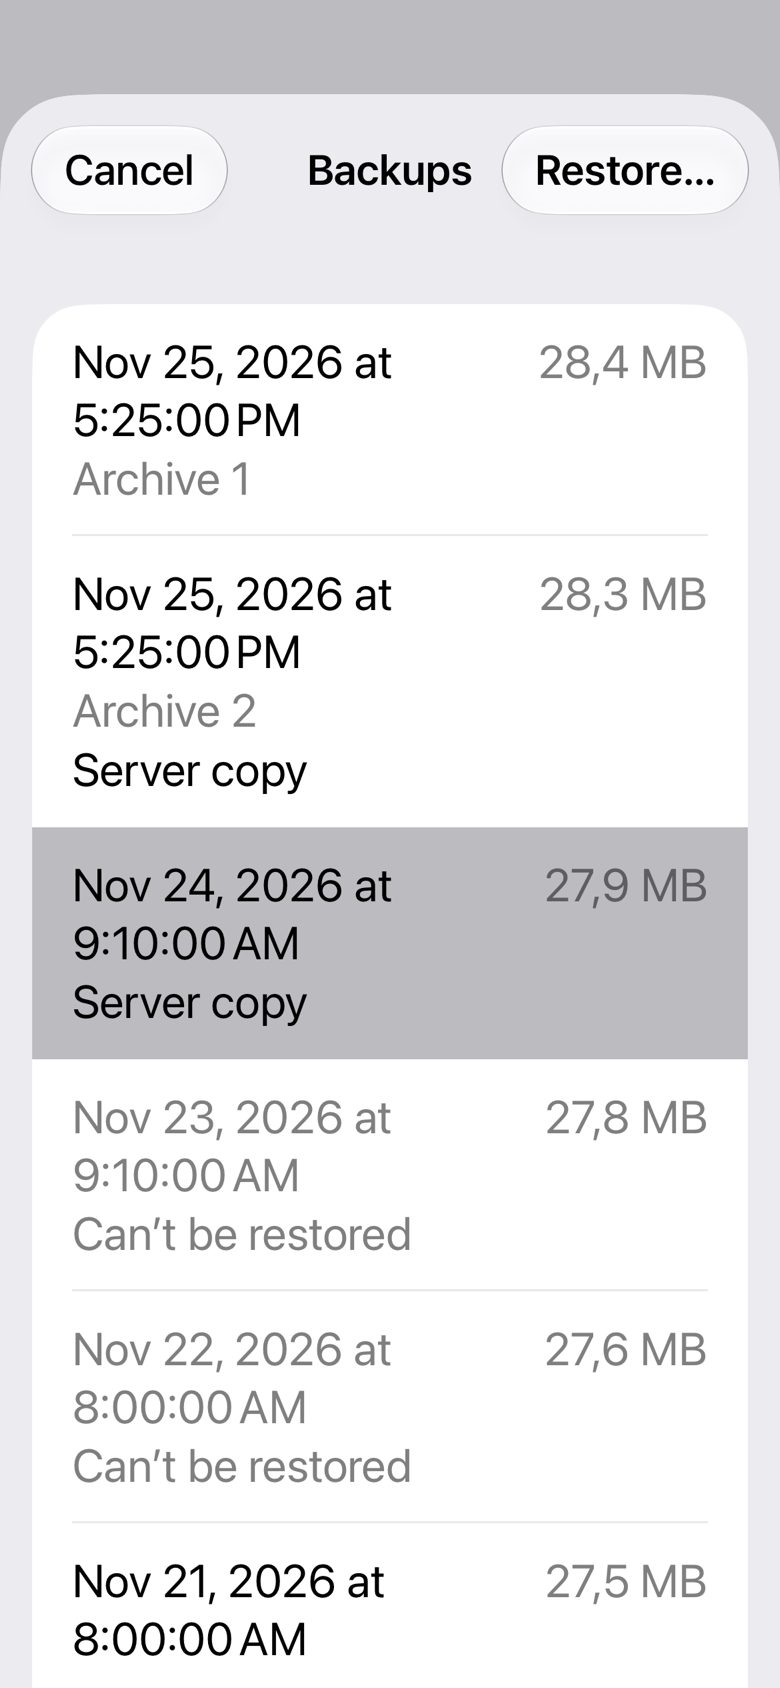 Cancel
Backups
Restore...
Nov 25, 2026 at
28,4 MB
5:25:00 PM
Archive 1
Nov 25, 2026 at
28,3 MB
5:25:00 PM
Archive 2
Server copy
Nov 24, 2026 at
27,9 MB
9:10:00 AM
Server copy
Nov 23, 2026 at
27,8 MB
9:10:00 AM
Can’t be restored
Nov 22, 2026 at
27,6 MB
8:00:00 AM
Can’t be restored
Nov 21, 2026 at
27,5 MB
8:00:00 AM